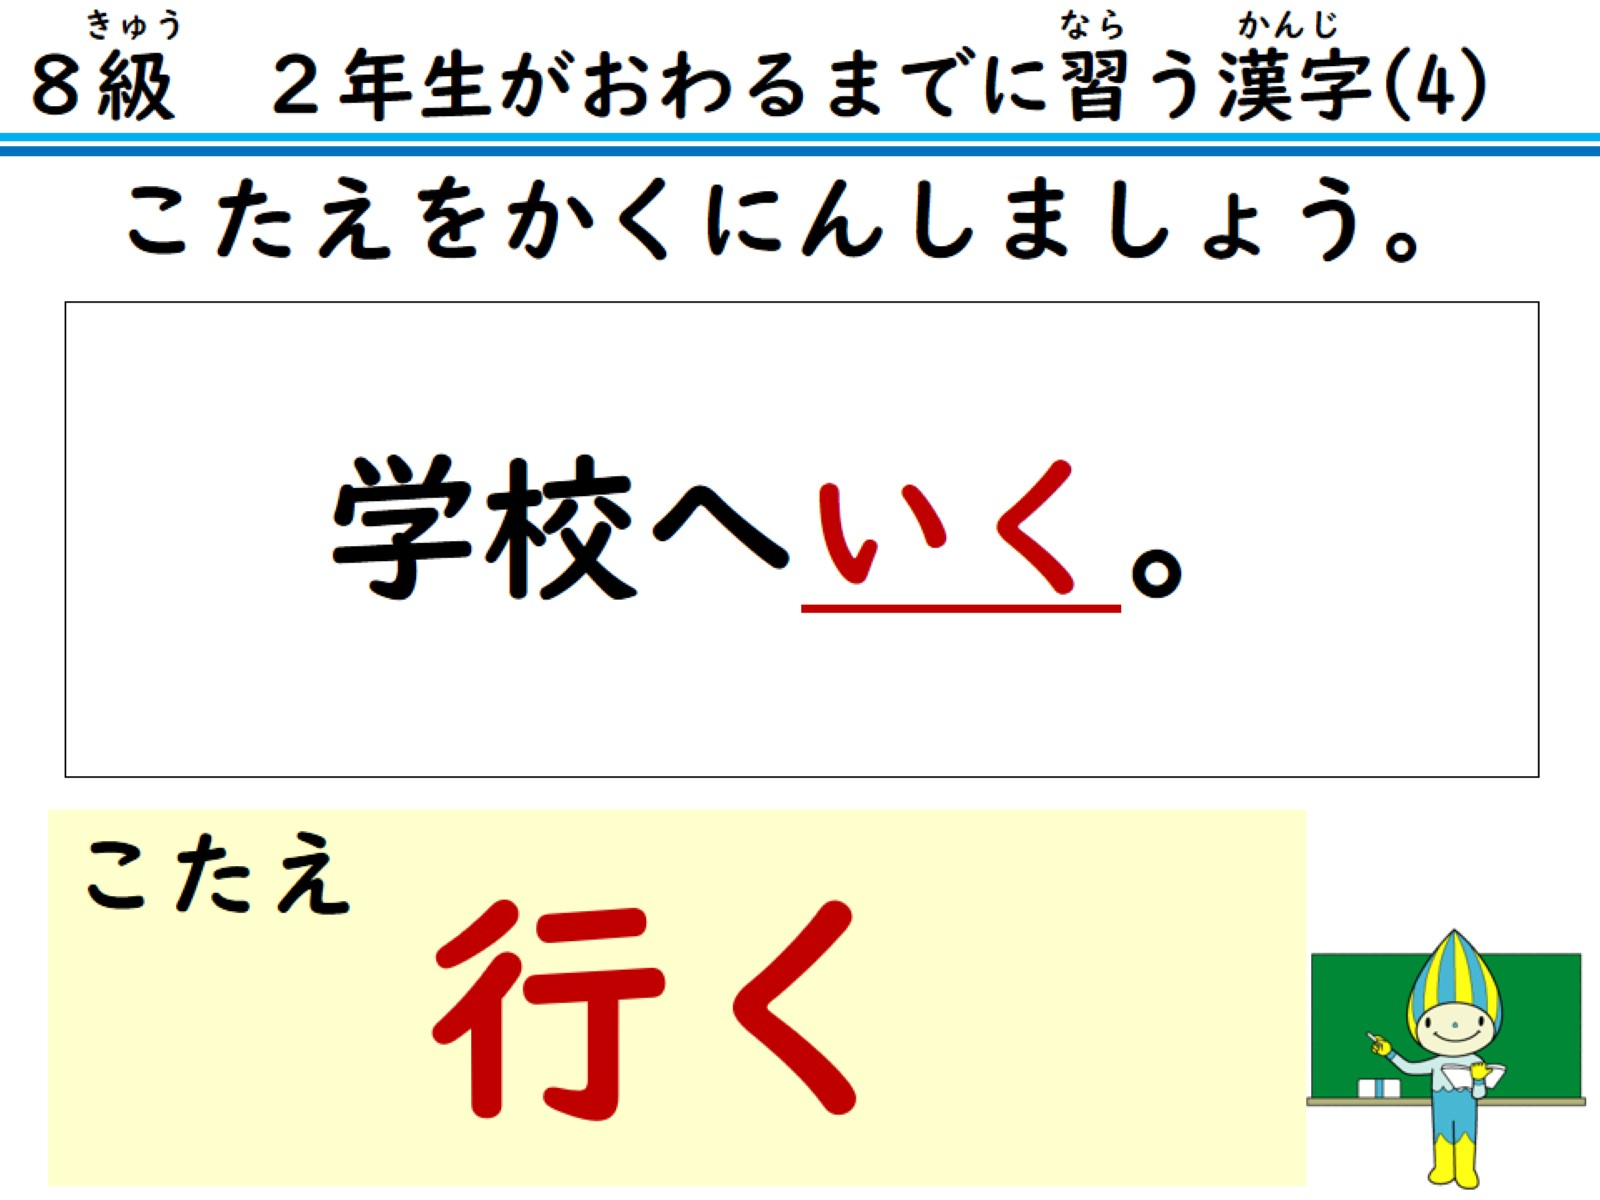 きゅう なら かんじ
８級　２年生がおわるまでに習う漢字(4)
こたえをかくにんしましょう。
学校へいく。
こたえ
行く